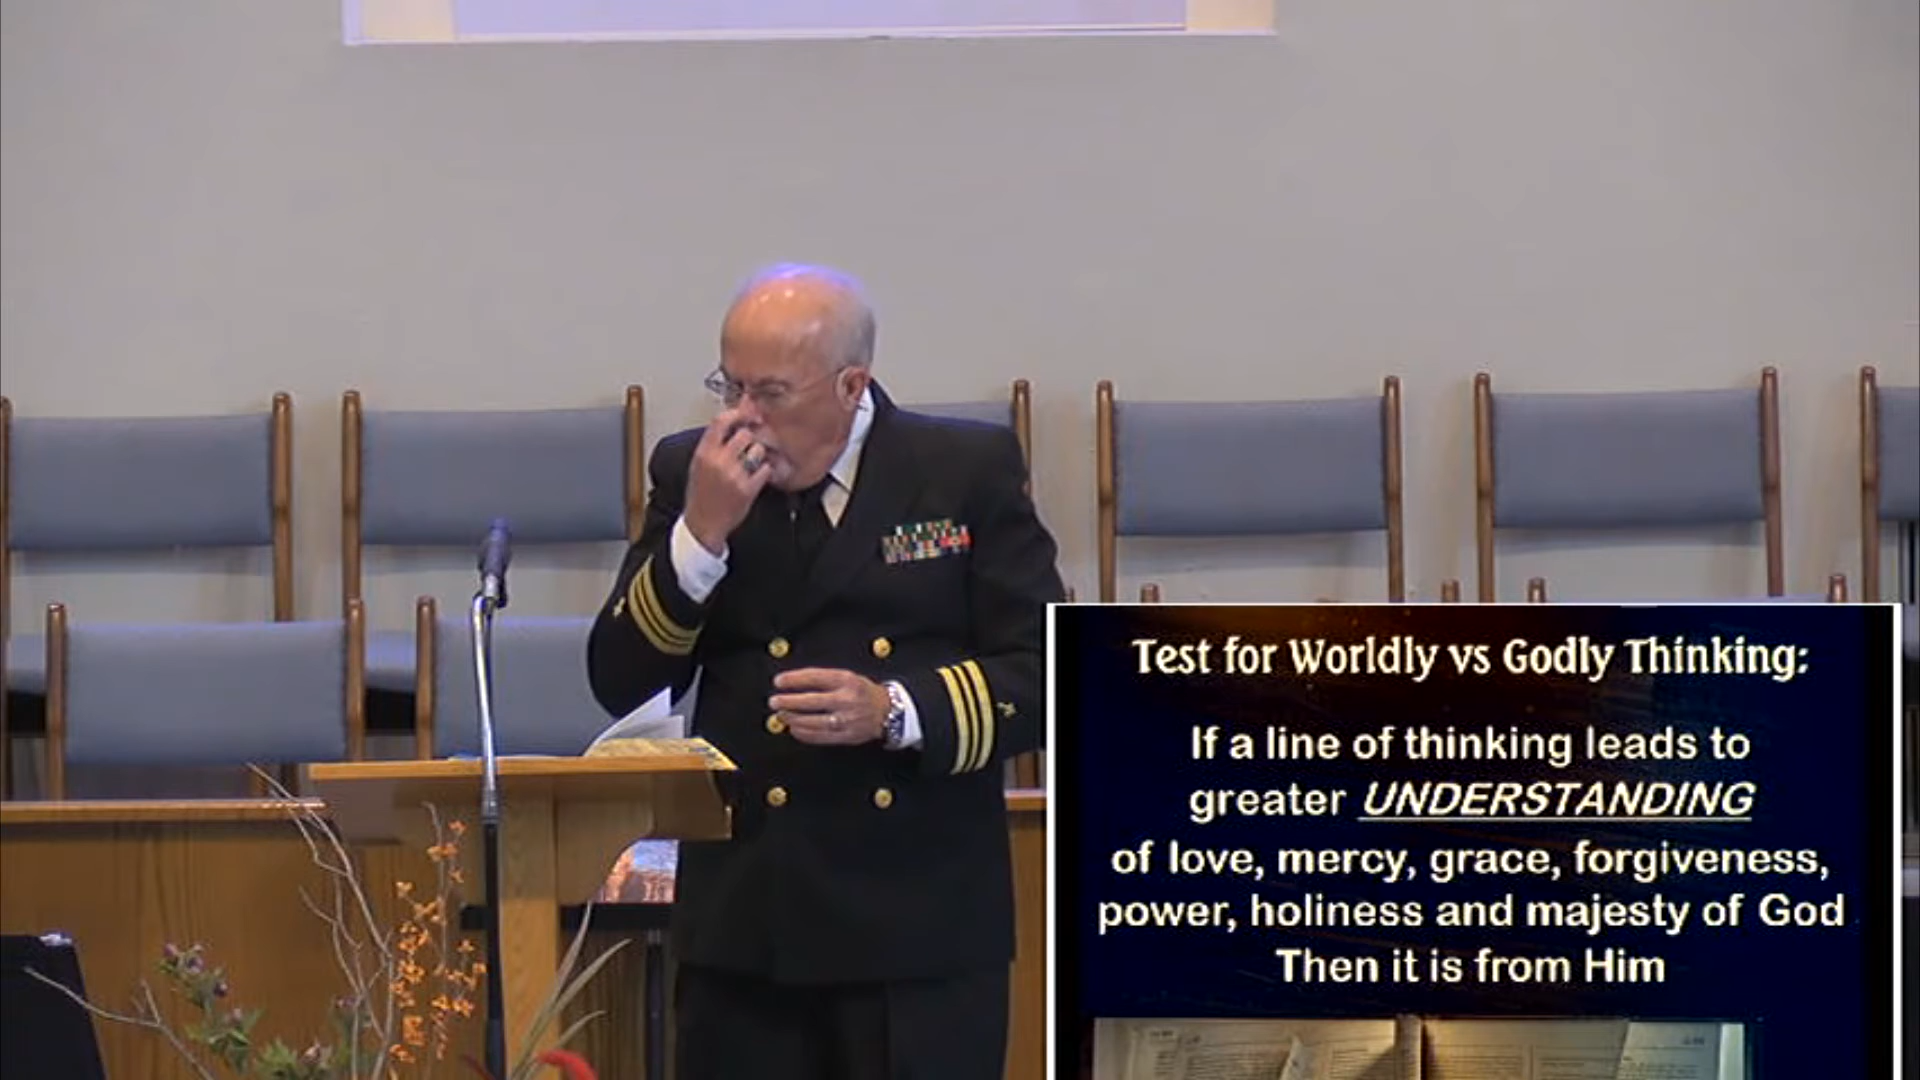 Test for Worldly vs Godly Thinking:
If a line of thinking leads to
greater UNDERSTANDING
of love, mercy, grace, forgiveness,
power, holiness and majesty of God
Then it is from Him